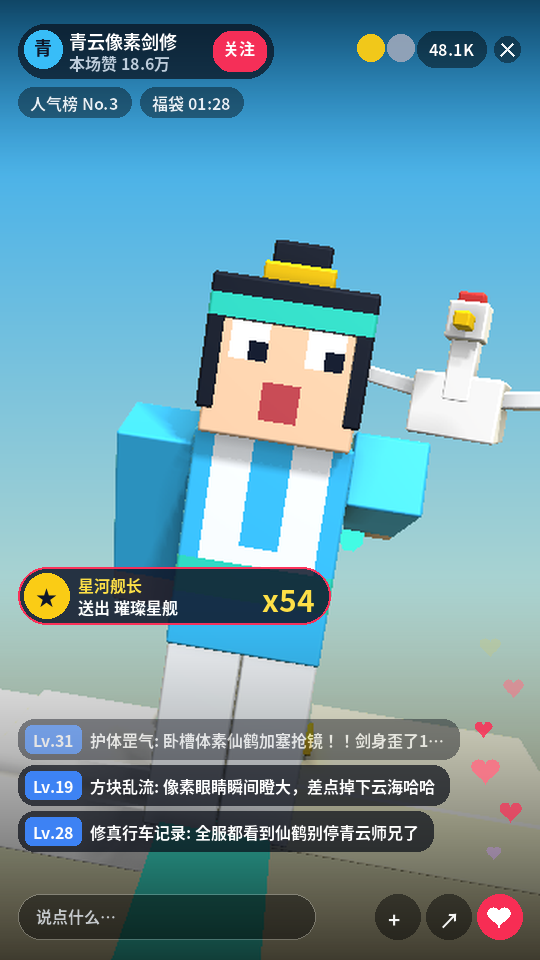 青
青云像素剑修
本场赞 18.6万
关注
48.1K
人气榜 No.3
福袋 01:28
星河舰长
送出 璀璨星舰
x54
Lv.31 护体罡气: 卧槽体素仙鹤加塞抢镜！！剑身歪了1…
Lv.19 方块乱流: 像素眼睛瞬间瞪大，差点掉下云海哈哈
Lv.28 修真行车记录: 全服都看到仙鹤别停青云师兄了
说点什么…